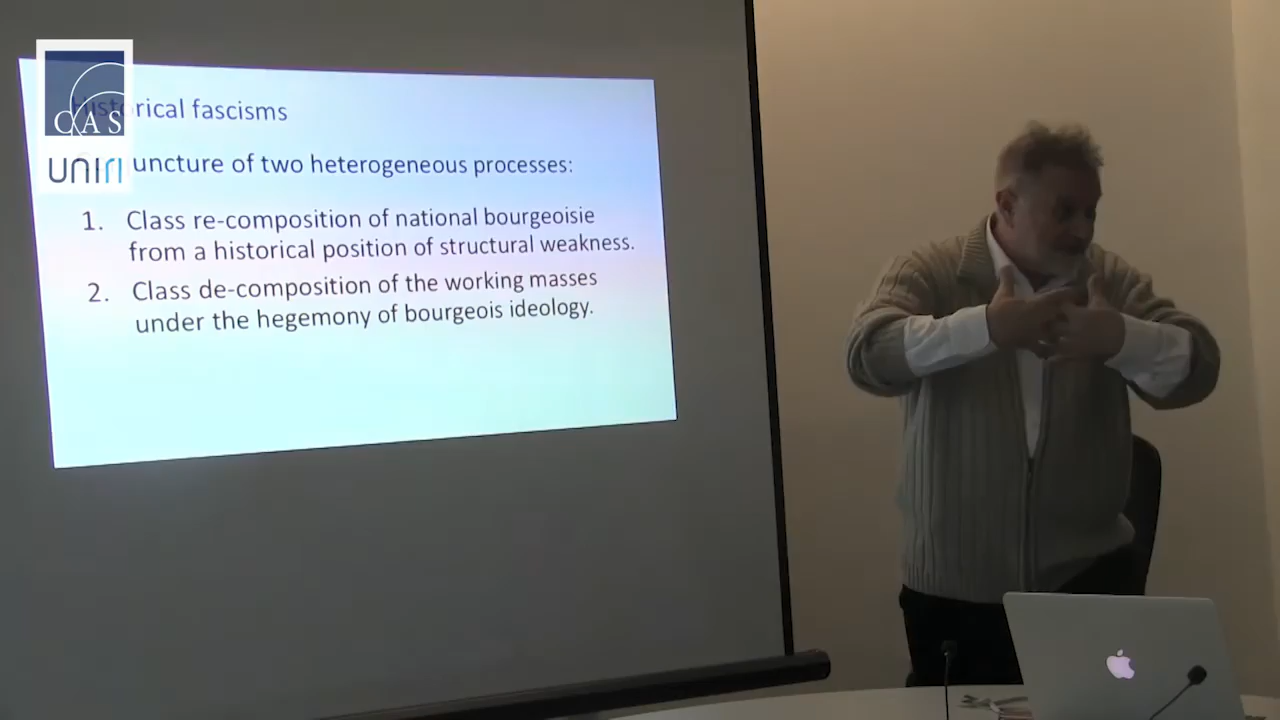 Historical fascisms
CAS
UNIRI
uncture of two heterogeneous processes:
1. Class re-composition of national bourgeoisie
from a historical position of structural weakness.
2. Class de-composition of the working masses
under the hegemony of bourgeois ideology.